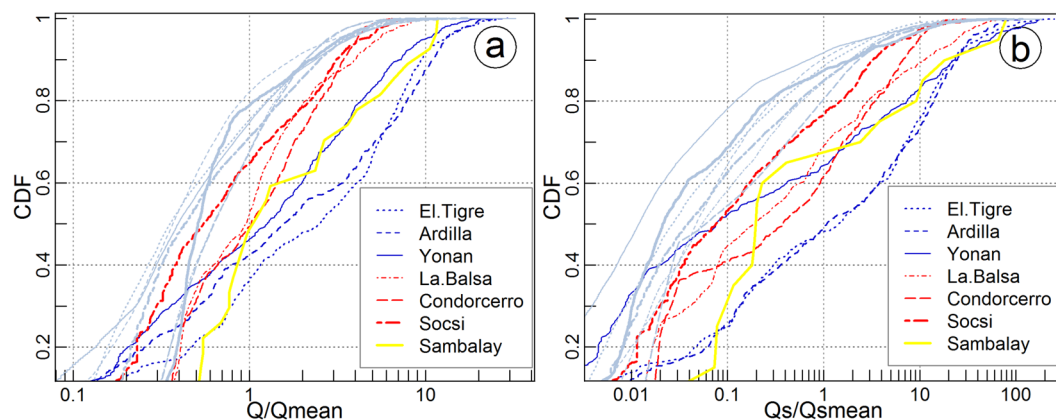 a
CDF
1
0.8
0.6
0.4
0.2
0.1
1
10
Q/Qmean
El.Tigre
Ardilla
Yonan
La.Balsa
Condorcerro
Socsi
Sambalay
b
CDF
1
0.8
0.6
0.4
0.2
0.01
0.1
1
10
100
Qs/Qsmean
El.Tigre
Ardilla
Yonan
La.Balsa
Condorcerro
Socsi
Sambalay